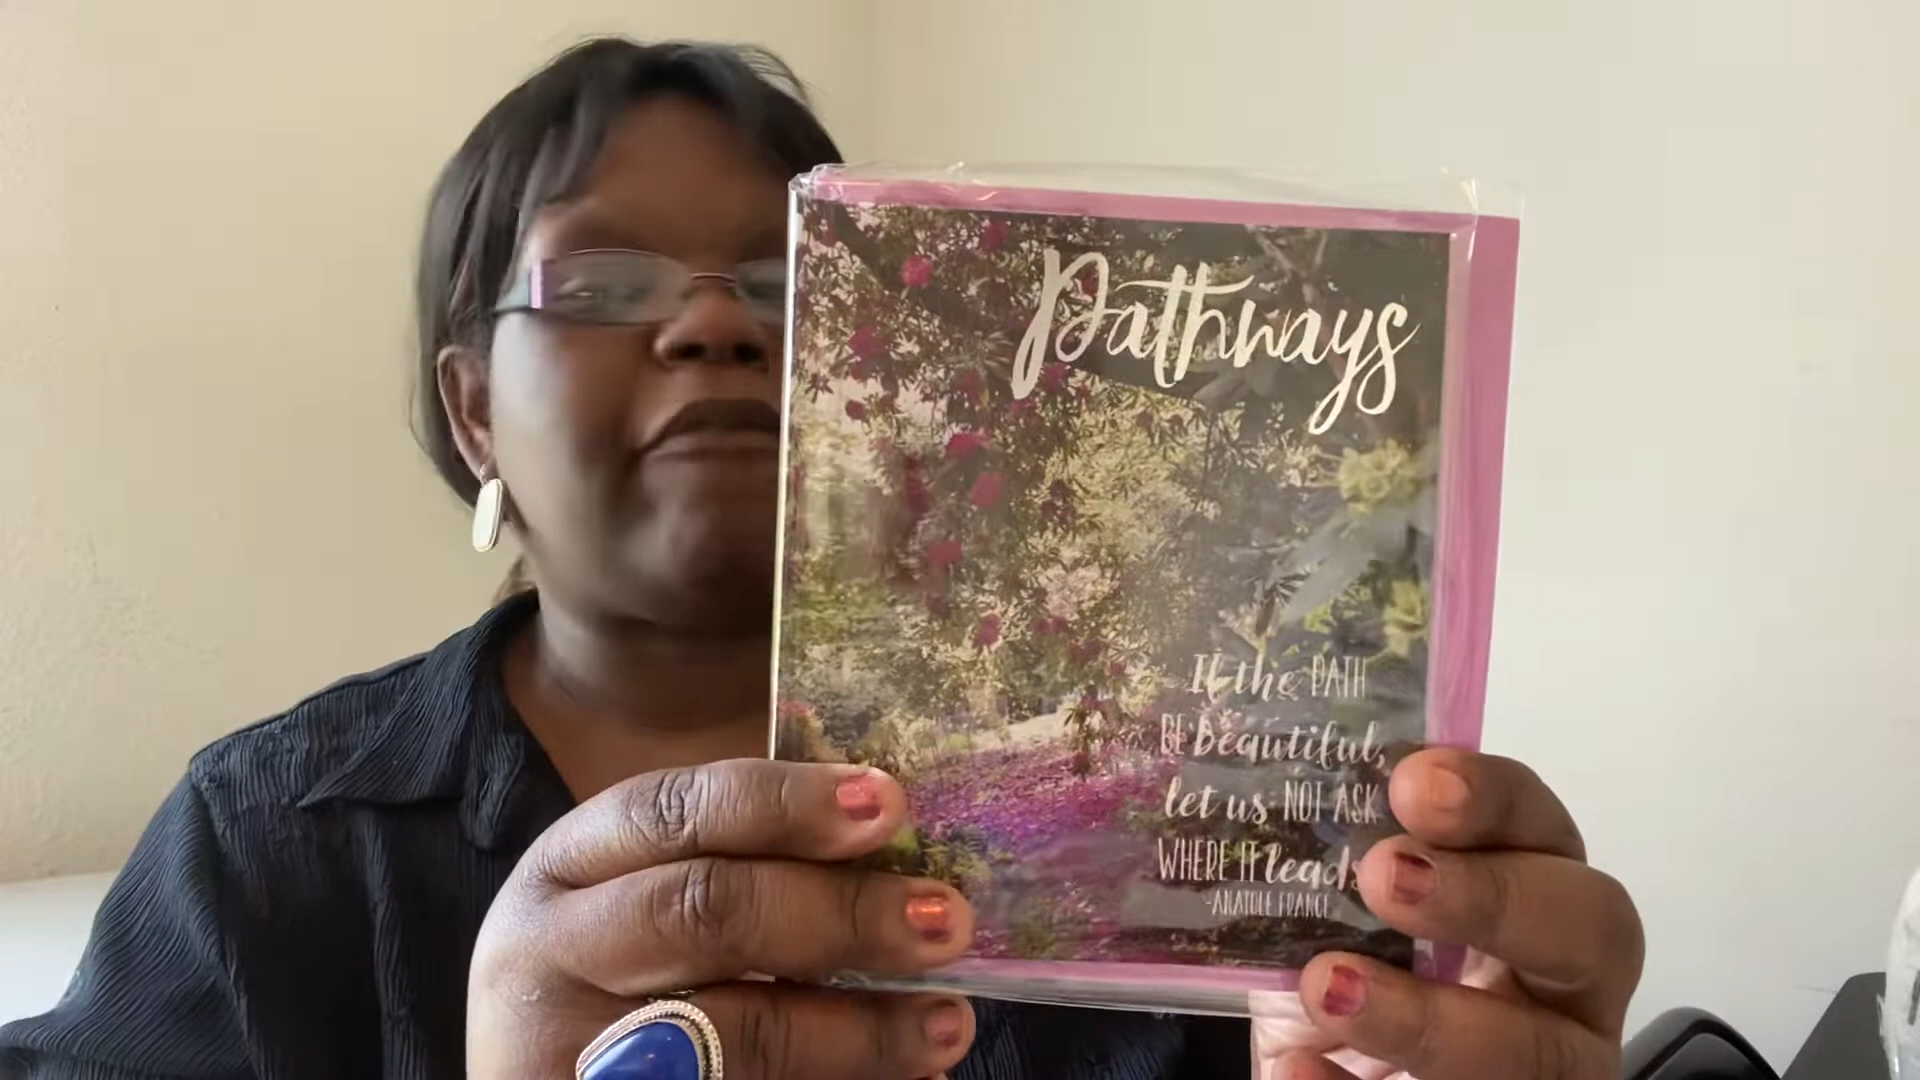 Pathways
If the PATH
BE beautiful,
let us NOT ASK
WHERE IT leads
-ANATOLE FRANCE